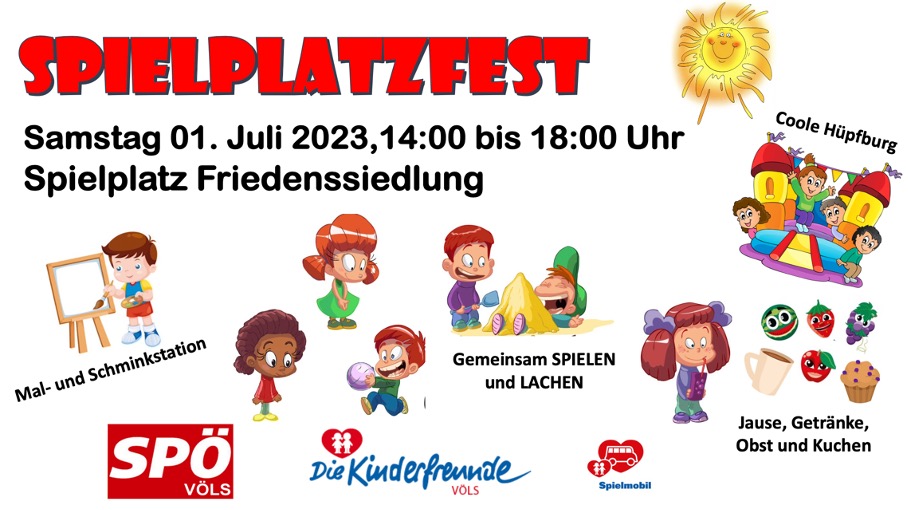 SPIELPLATZFEST
Samstag 01. Juli 2023,14:00 bis 18:00 Uhr
Spielplatz Friedenssiedlung
Coole Hüpfburg
Mal- und Schminkstation
Gemeinsam SPIELEN
und LACHEN
Jause, Getränke,
Obst und Kuchen
SPÖ
VÖLS
Die Kinderfreunde
VÖLS
Spielmobil